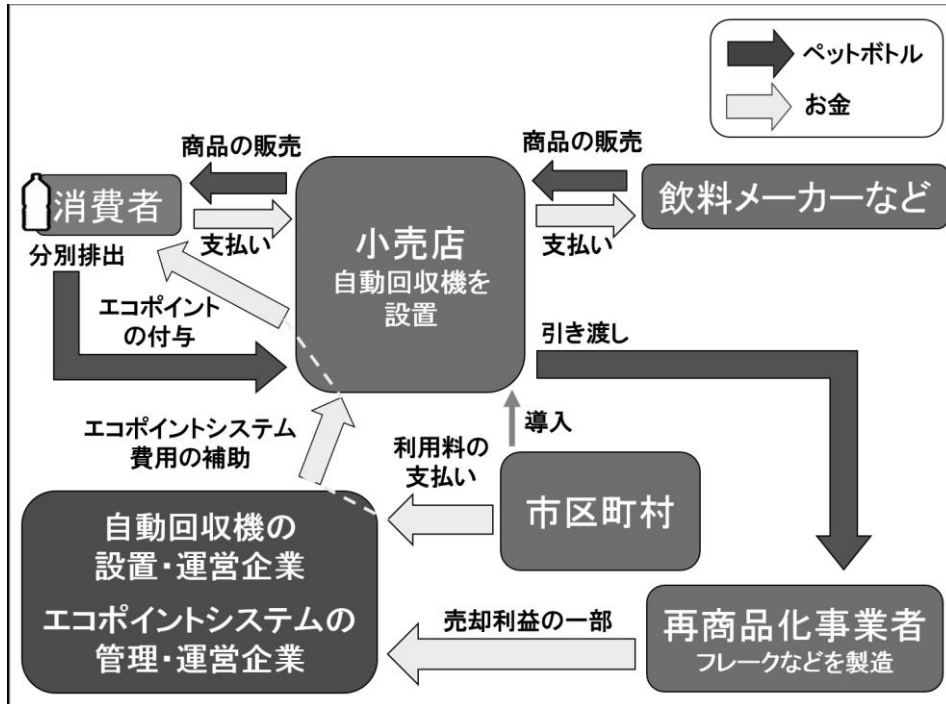 ペットボトル
お金
商品の販売
商品の販売
消費者
支払い
小売店
自動回収機を
設置
支払い
飲料メーカーなど
分別排出
エコポイント
の付与
引き渡し
エコポイントシステム
費用の補助
利用料の
支払い
導入
市区町村
自動回収機の
設置・運営企業
エコポイントシステムの
管理・運営企業
売却利益の一部
再商品化事業者
フレークなどを製造